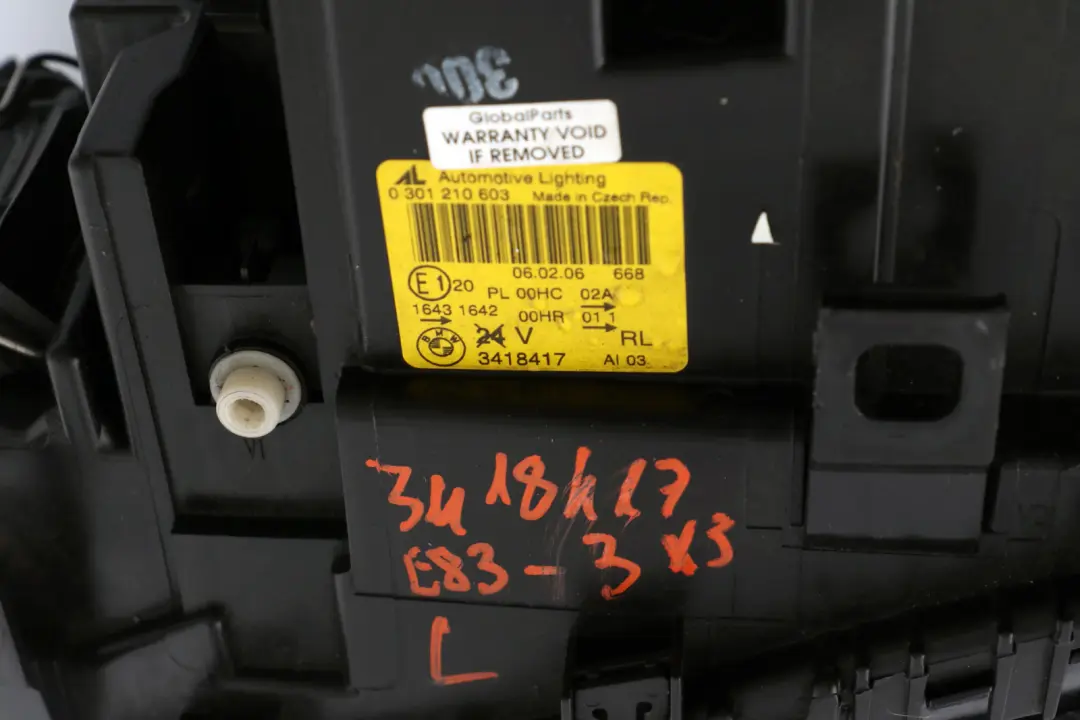 GlobalParts
WARRANTY VOID
IF REMOVED
AL Automotive Lighting
0 301 210 603 Made in Czech Rep.
06.02.06 668
E1 20 PL 00HC 02A
1643 1642 00HR 01 1
BMW 24 V RL
3418417 AI 03
3418417
E83 - 3 X3
L